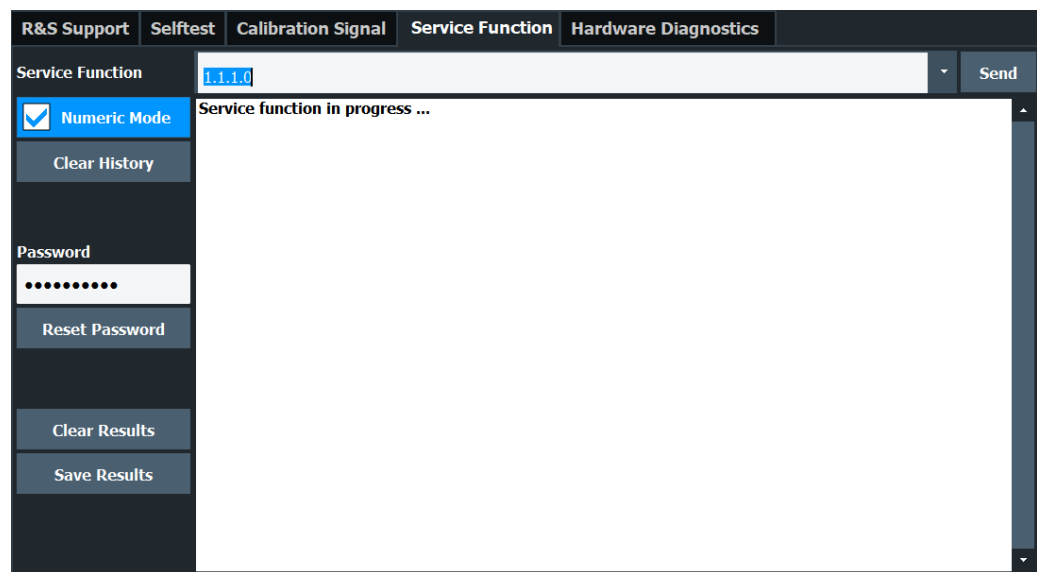 R&S Support Selftest Calibration Signal Service Function Hardware Diagnostics
Service Function 1.1.1.0 Send
Numeric Mode Service function in progress ...
Clear History
Password
••••••••••
Reset Password
Clear Results
Save Results